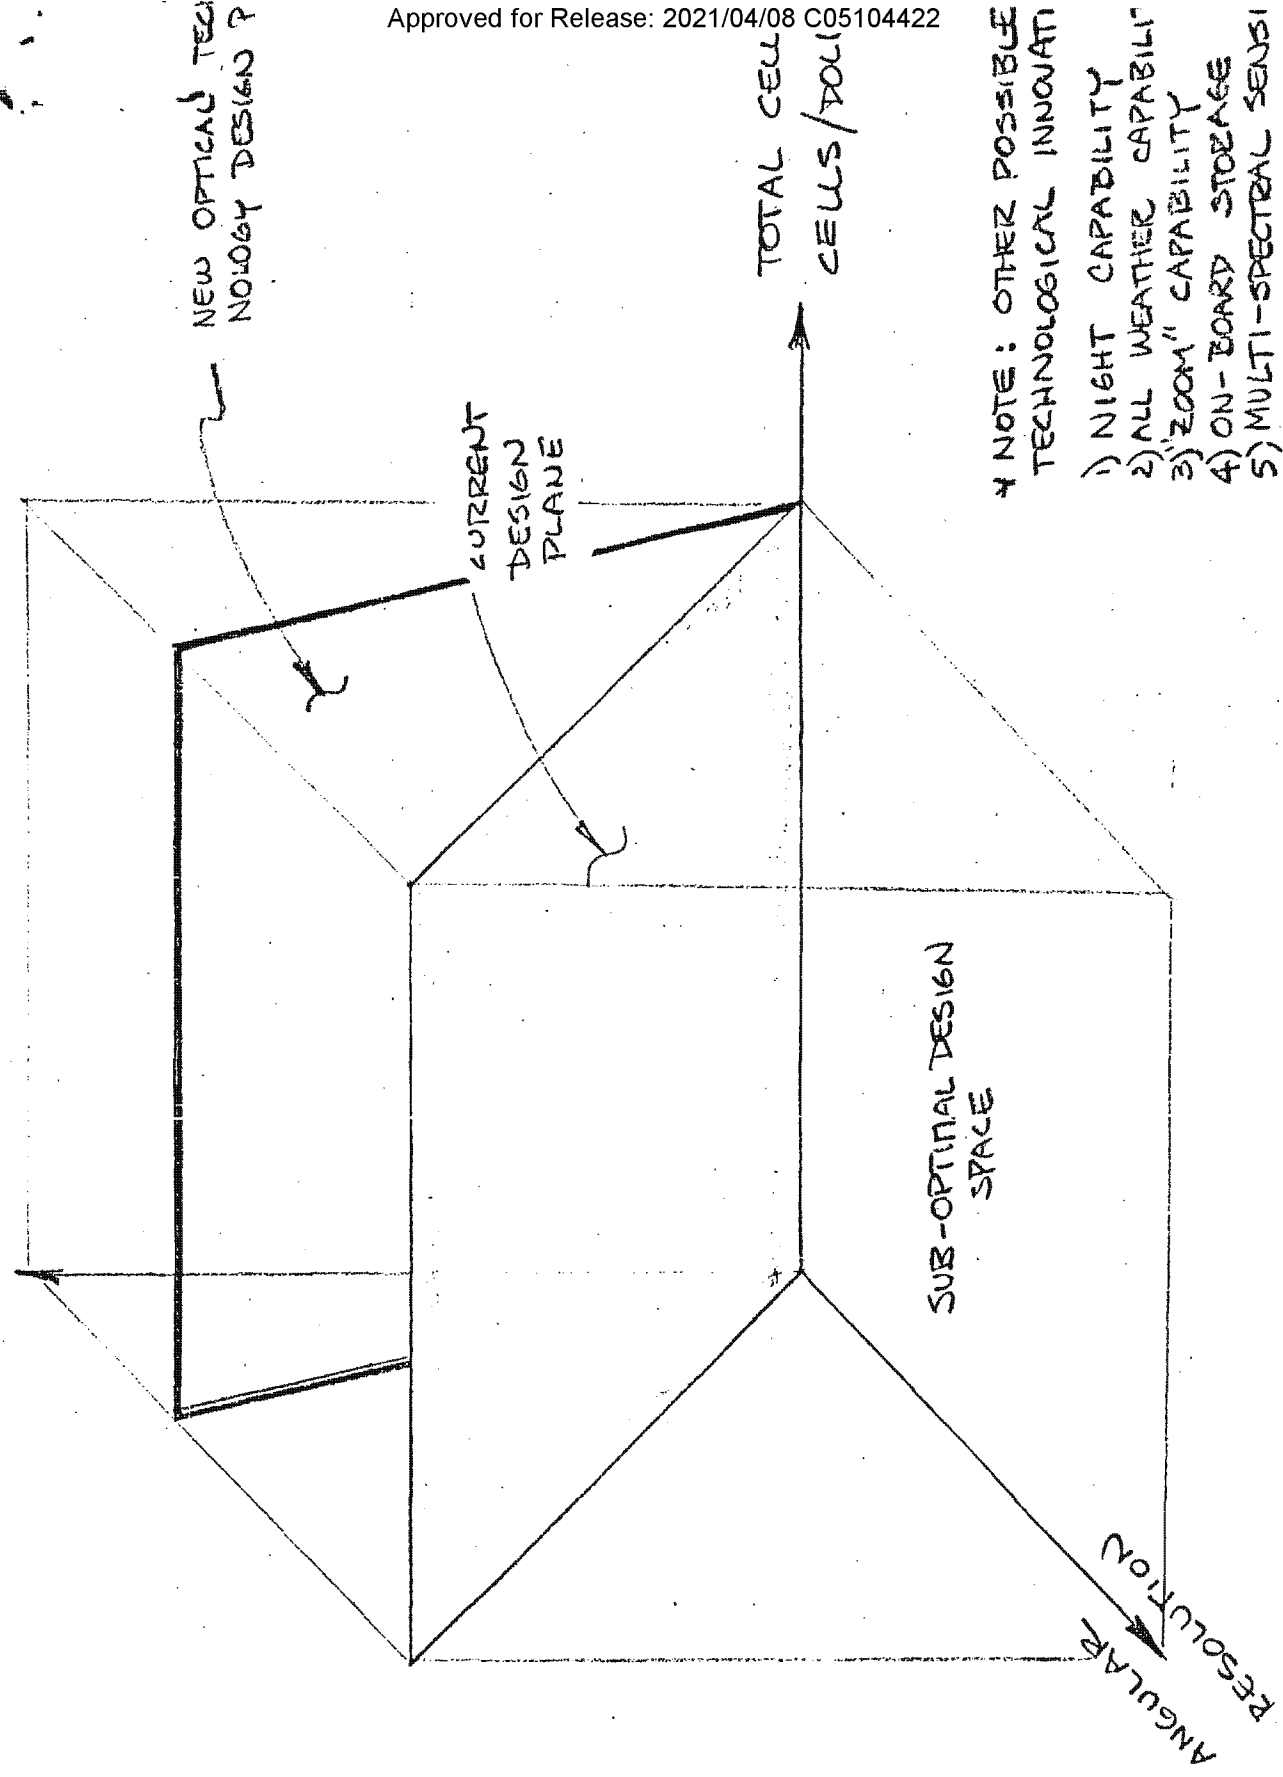 Approved for Release: 2021/04/08 C05104422
NEW OPTICAL TECH
NOLOGY DESIGN P
CURRENT
DESIGN
PLANE
TOTAL CELL
CELLS/DOLL
SUB-OPTIMAL DESIGN
SPACE
ANGULAR
RESOLUTION
* NOTE: OTHER POSSIBLE
TECHNOLOGICAL INNOVATI
1) NIGHT CAPABILITY
2) ALL WEATHER CAPABILIT
3) "ZOOM" CAPABILITY
4) ON-BOARD STORAGE
5) MULTI-SPECTRAL SENSI